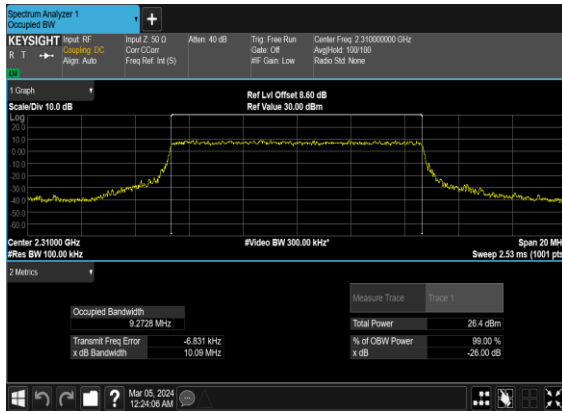 Spectrum Analyzer 1
Occupied BW
+
KEYSIGHT Input: RF Input Z: 50 Ω Atten: 40 dB Trig: Free Run Center Freq: 2.310000000 GHz
R T Coupling: DC Corr CCorr Gate: Off Avg|Hold: 100/100
Align: Auto Freq Ref: Int (S) #IF Gain: Low Radio Std: None
1 Graph
Ref Lvl Offset 8.60 dB
Scale/Div 10.0 dB Ref Value 30.00 dBm
Log
20.0
10.0
0.00
-10.0
-20.0
-30.0
-40.0
-50.0
-60.0
Center 2.31000 GHz #Video BW 300.00 kHz* Span 20 MH
#Res BW 100.00 kHz Sweep 2.53 ms (1001 pts
2 Metrics
Measure Trace Trace 1
Occupied Bandwidth
9.2728 MHz Total Power 26.4 dBm
Transmit Freq Error -6.831 kHz % of OBW Power 99.00 %
x dB Bandwidth 10.09 MHz x dB -26.00 dB
?
Mar 05, 2024
12:24:06 AM